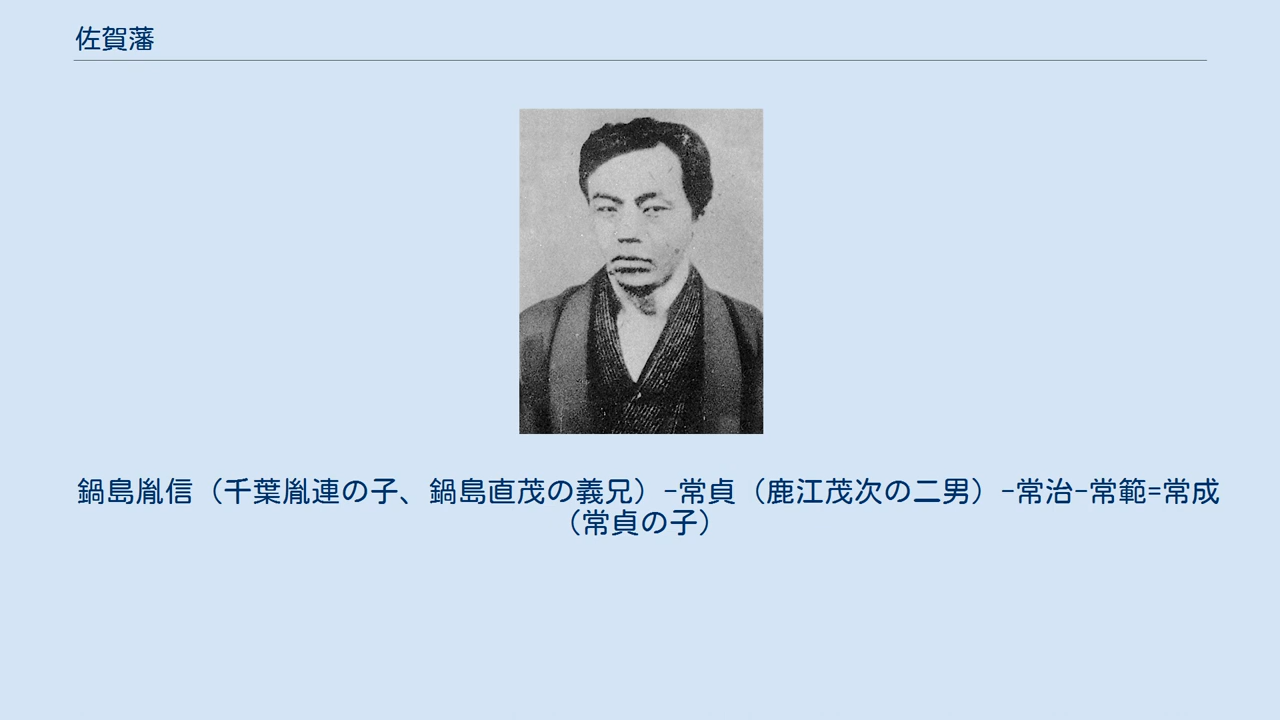 佐賀藩
鍋島胤信（千葉胤連の子、鍋島直茂の義兄）−常貞（鹿江茂次の二男）−常治−常範=常成
（常貞の子）